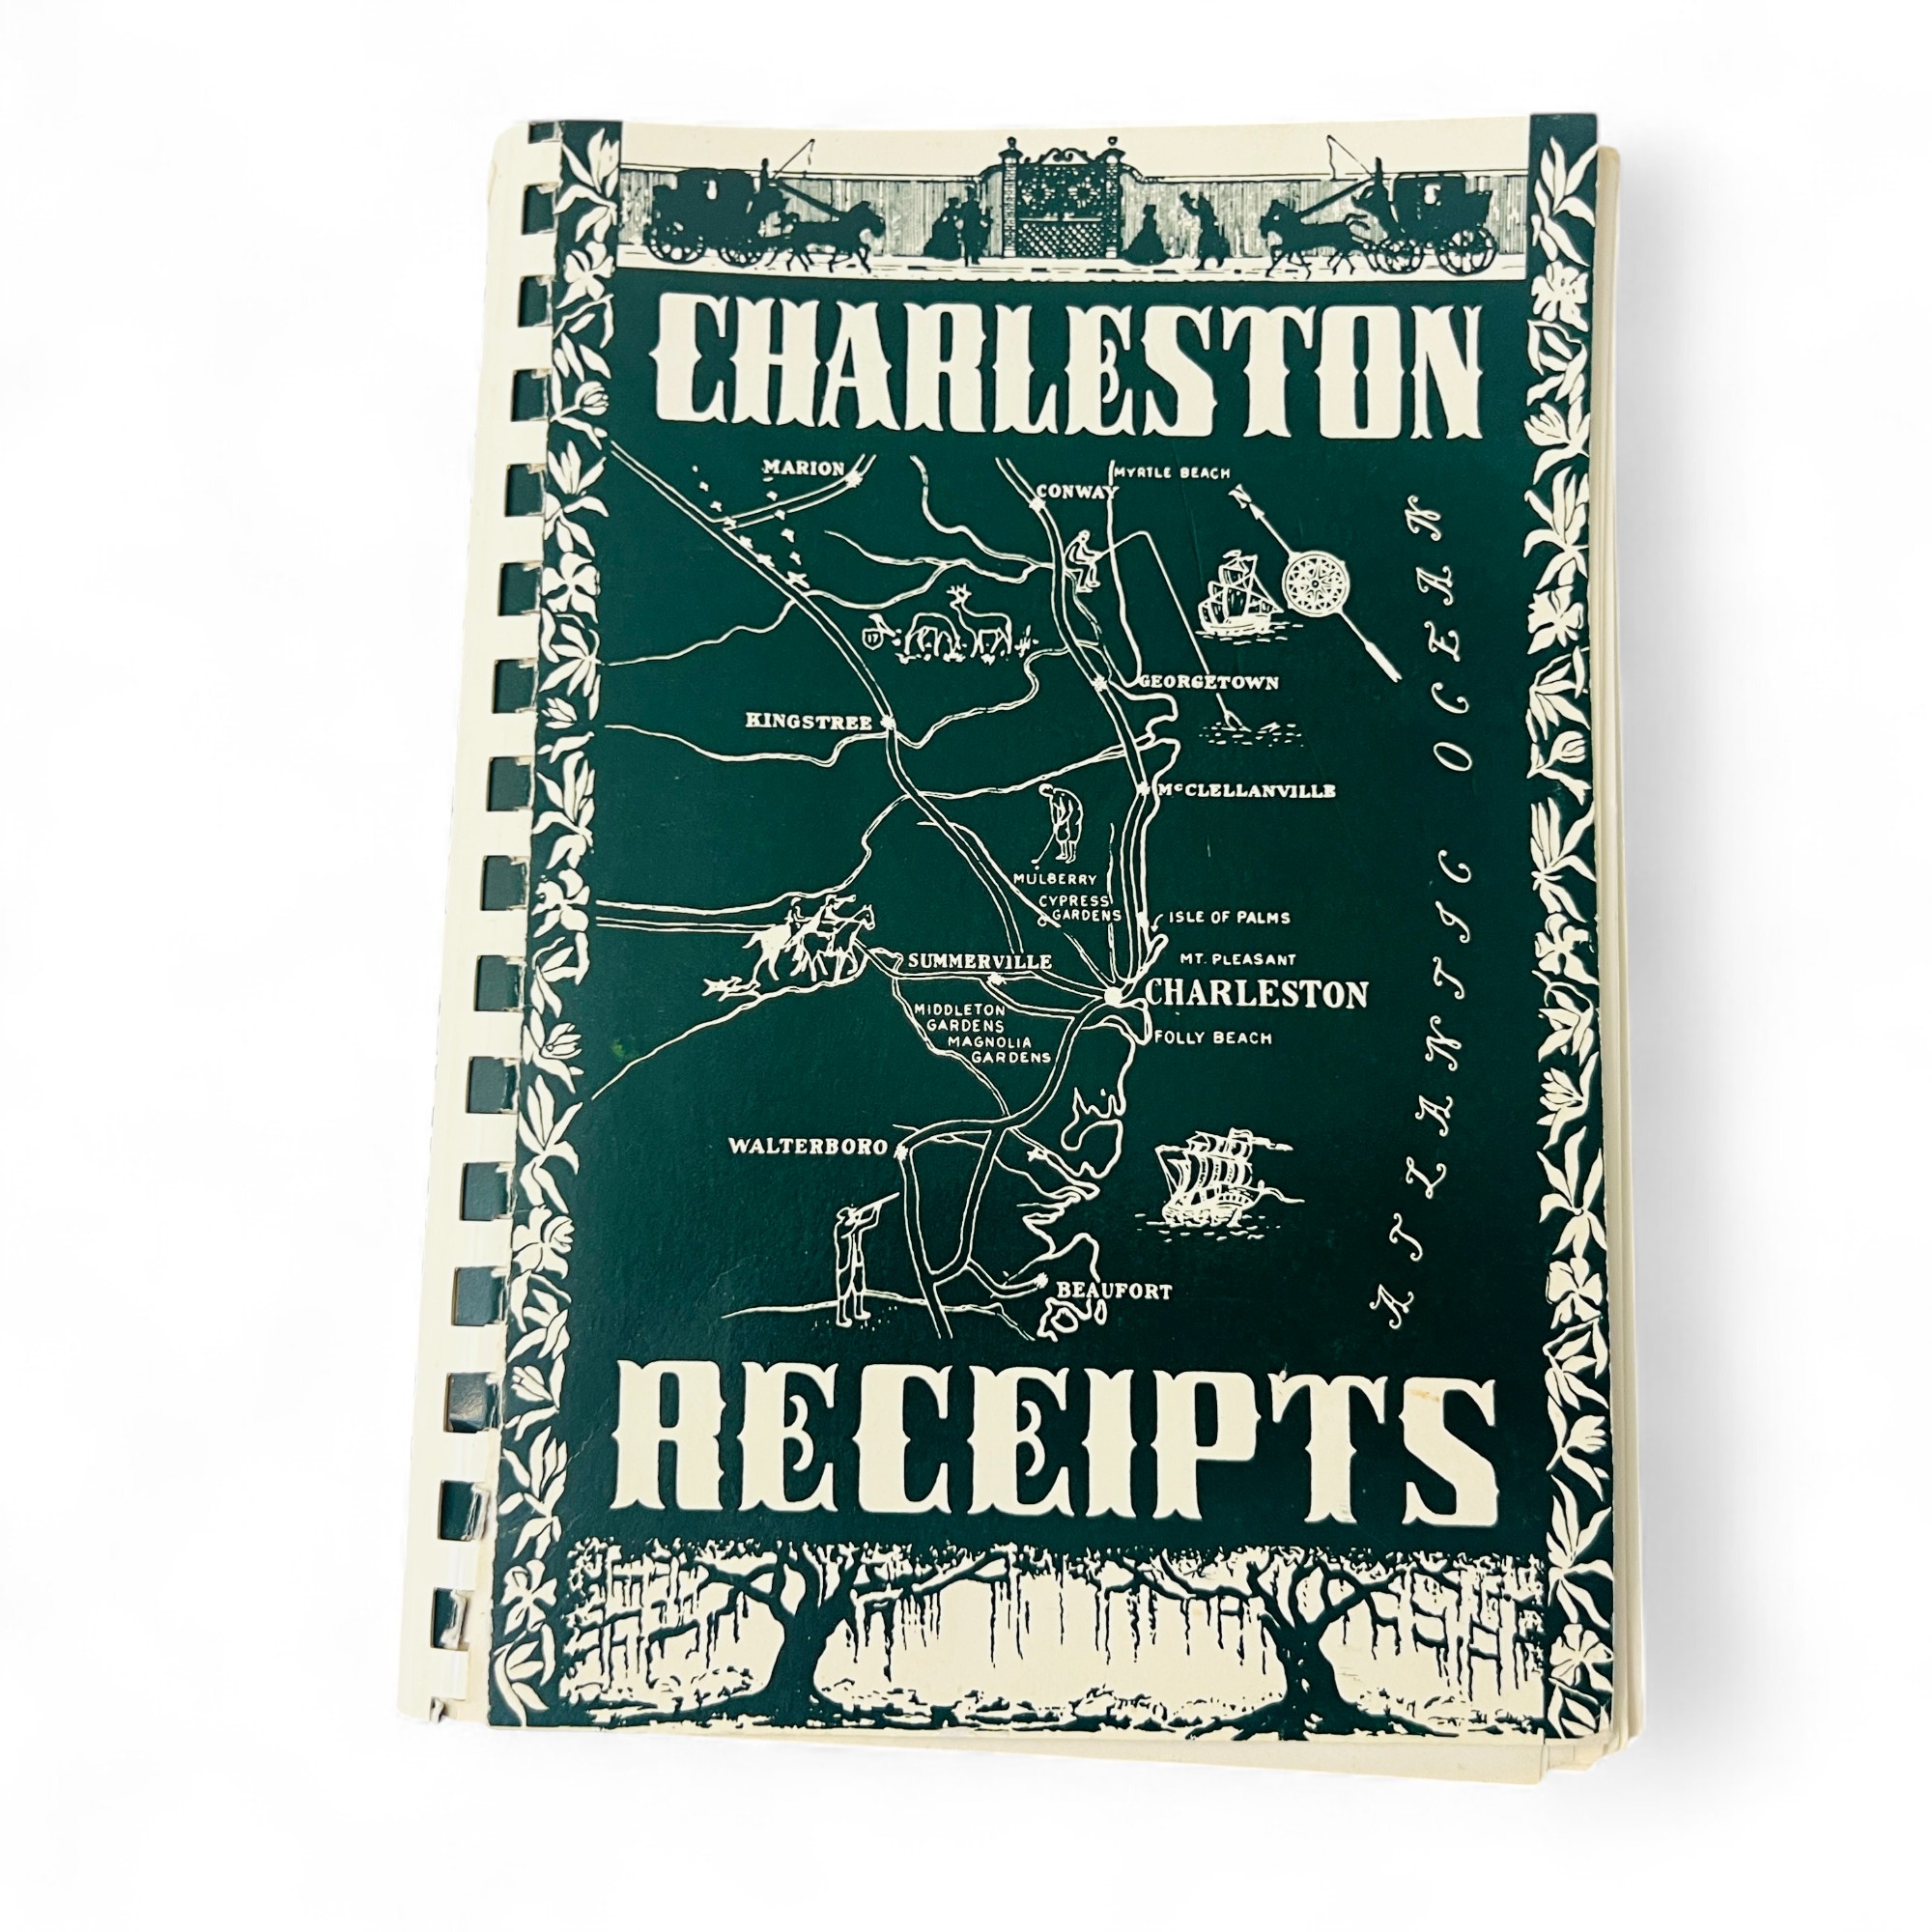 CHARLESTON
MARION
MYRTLE BEACH
CONWAY
N
17
GEORGETOWN
KINGSTREE
McCLELLANVILLE
MULBERRY
CYPRESS
GARDENS
ISLE OF PALMS
MT. PLEASANT
SUMMERVILLE
CHARLESTON
MIDDLETON
GARDENS
MAGNOLIA
GARDENS
FOLLY BEACH
WALTERBORO
BEAUFORT
ATLANTIC OCEAN
RECEIPTS